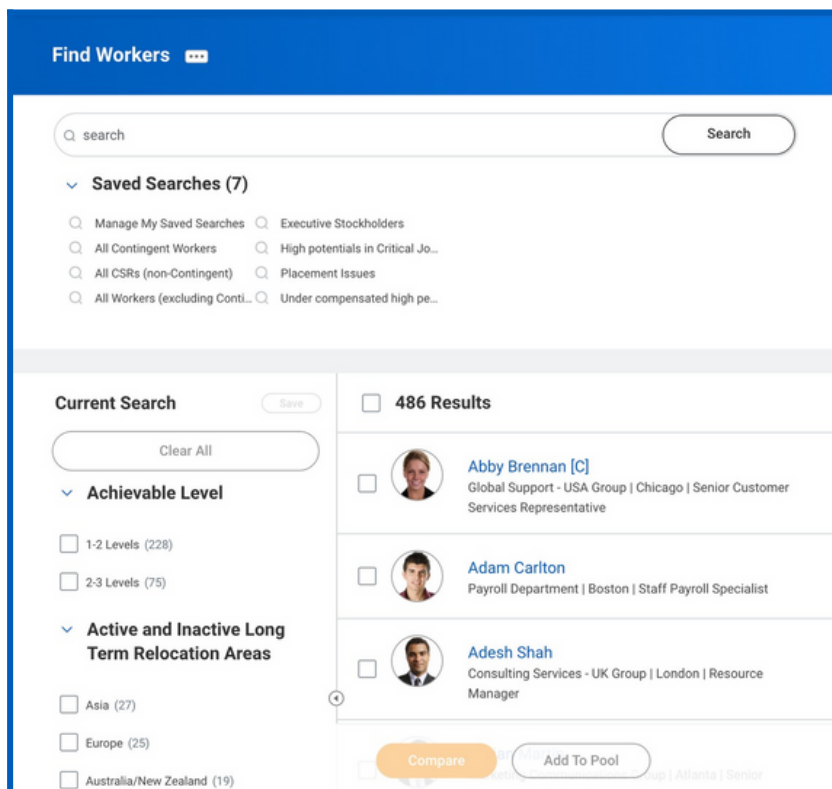 Find Workers
search
Search
Saved Searches (7)
Manage My Saved Searches
Executive Stockholders
All Contingent Workers
High potentials in Critical Jo...
All CSRs (non-Contingent)
Placement Issues
All Workers (excluding Conti...
Under compensated high pe...
Current Search
Save
Clear All
Achievable Level
1-2 Levels (228)
2-3 Levels (75)
Active and Inactive Long
Term Relocation Areas
Asia (27)
Europe (25)
Australia/New Zealand (19)
486 Results
Abby Brennan [C]
Global Support - USA Group | Chicago | Senior Customer
Services Representative
Adam Carlton
Payroll Department | Boston | Staff Payroll Specialist
Adesh Shah
Consulting Services - UK Group | London | Resource
Manager
Compare
Add To Pool
Group | Atlanta | Senior